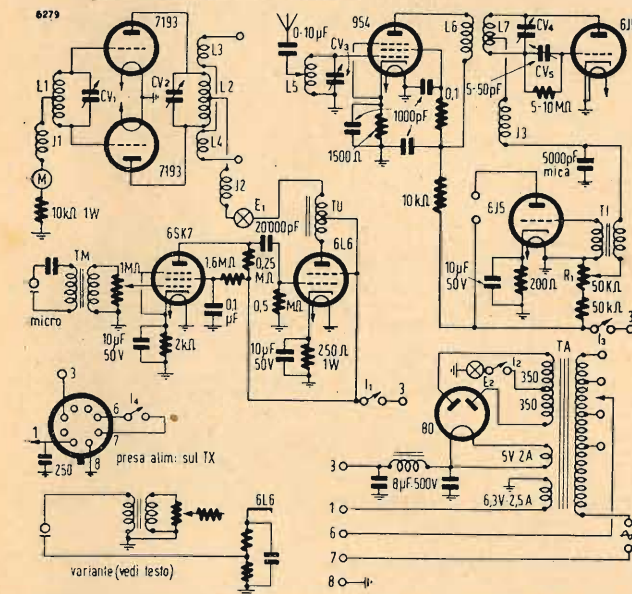 6279
7193
L1
CV1
CV2
L3
L2
L4
J1
J2
M
7193
10kΩ 1W
E1
TU
20000pF
0-10µF
954
CV3
L5
L6
L7
CV4
CV5
5-50pF
5-10MΩ
0,1
1000pF
1500Ω
J3
5000pF
mica
10kΩ
6J5
TI
10µF
50V
200Ω
R1
50KΩ
50kΩ
3
I3
TM
micro
1MΩ
6SK7
1.6MΩ
0,25
MΩ
6L6
0,1
µF
0,5
MΩ
10µF
50V
2kΩ
10µF
50V
250Ω
1W
I1
3
3
6
I4
7
1
250
8
presa alim: sul TX
80
E2
I2
350
350
TA
5V 2A
6,3V-2,5A
3
8µF-500V
1
6
7
8
6L6
variante (vedi testo)